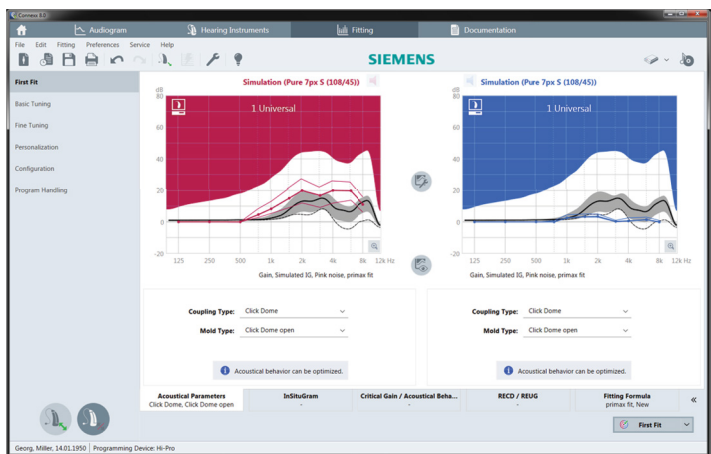 Connexx 8.0
Audiogram Hearing Instruments Fitting Documentation
File Edit Fitting Preferences Service Help
SIEMENS
First Fit
Basic Tuning
Fine Tuning
Personalization
Configuration
Program Handling
Simulation (Pure 7px S (108/45))
dB
80
1 Universal
60
40
20
0
-20
125 250 500 1k 2k 4k 8k 12k Hz
Gain, Simulated IG, Pink noise, primax fit
Simulation (Pure 7px S (108/45))
dB
80
1 Universal
60
40
20
0
-20
125 250 500 1k 2k 4k 8k 12k Hz
Gain, Simulated IG, Pink noise, primax fit
Coupling Type: Click Dome
Mold Type: Click Dome open
Acoustical behavior can be optimized.
Coupling Type: Click Dome
Mold Type: Click Dome open
Acoustical behavior can be optimized.
Acoustical Parameters
Click Dome, Click Dome open
InSituGram
-
Critical Gain / Acoustical Beha...
-
RECD / REUG
-
Fitting Formula
primax fit, New
«
First Fit
Georg, Miller, 14.01.1950 Programming Device: Hi-Pro